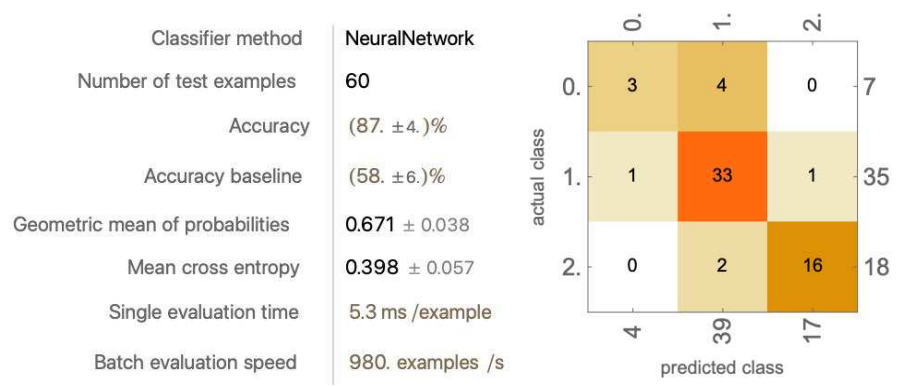 Classifier method NeuralNetwork
Number of test examples 60
Accuracy (87. ±4.)%
Accuracy baseline (58. ±6.)%
Geometric mean of probabilities 0.671 ± 0.038
Mean cross entropy 0.398 ± 0.057
Single evaluation time 5.3 ms /example
Batch evaluation speed 980. examples /s
0. 1. 2.
actual class
0. 3 4 0 7
1. 1 33 1 35
2. 0 2 16 18
4 39 17
predicted class